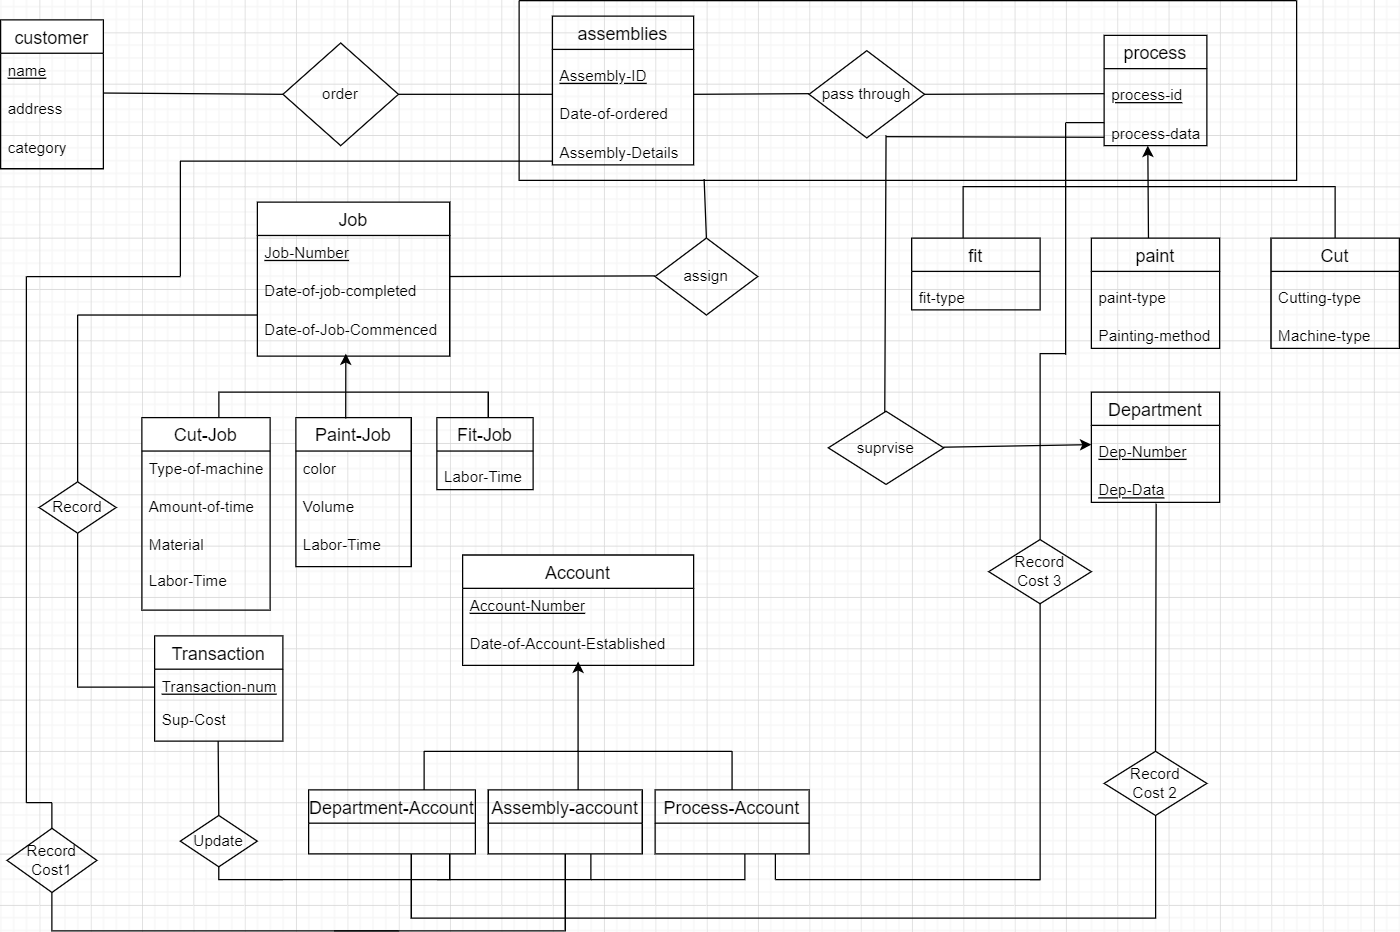 customer
name
address
category
order
assemblies
Assembly-ID
Date-of-ordered
Assembly-Details
pass through
process
process-id
process-data
Job
Job-Number
Date-of-job-completed
Date-of-Job-Commenced
assign
fit
fit-type
paint
paint-type
Painting-method
Cut
Cutting-type
Machine-type
Cut-Job
Type-of-machine
Amount-of-time
Material
Labor-Time
Paint-Job
color
Volume
Labor-Time
Fit-Job
Labor-Time
suprvise
Department
Dep-Number
Dep-Data
Record
Record
Cost 3
Account
Account-Number
Date-of-Account-Established
Transaction
Transaction-num
Sup-Cost
Record
Cost 2
Department-Account
Assembly-account
Process-Account
Update
Record
Cost1